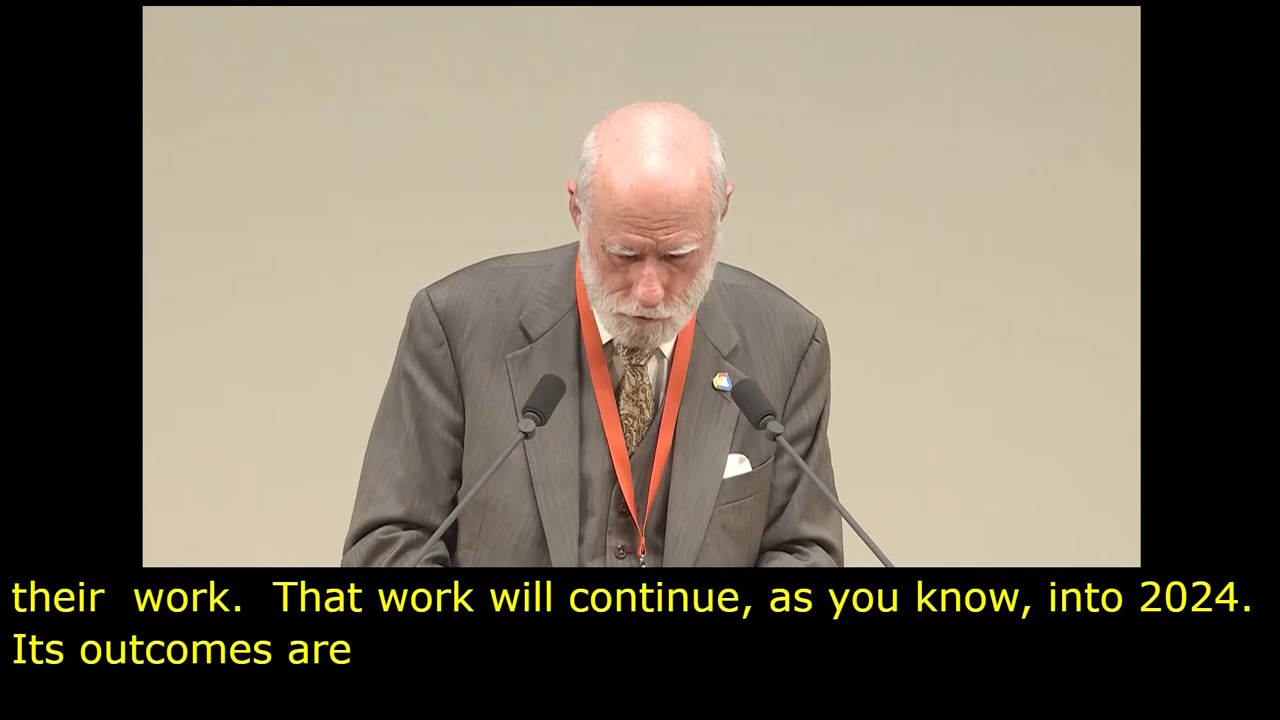 their  work.  That work will continue, as you know, into 2024.
Its outcomes are